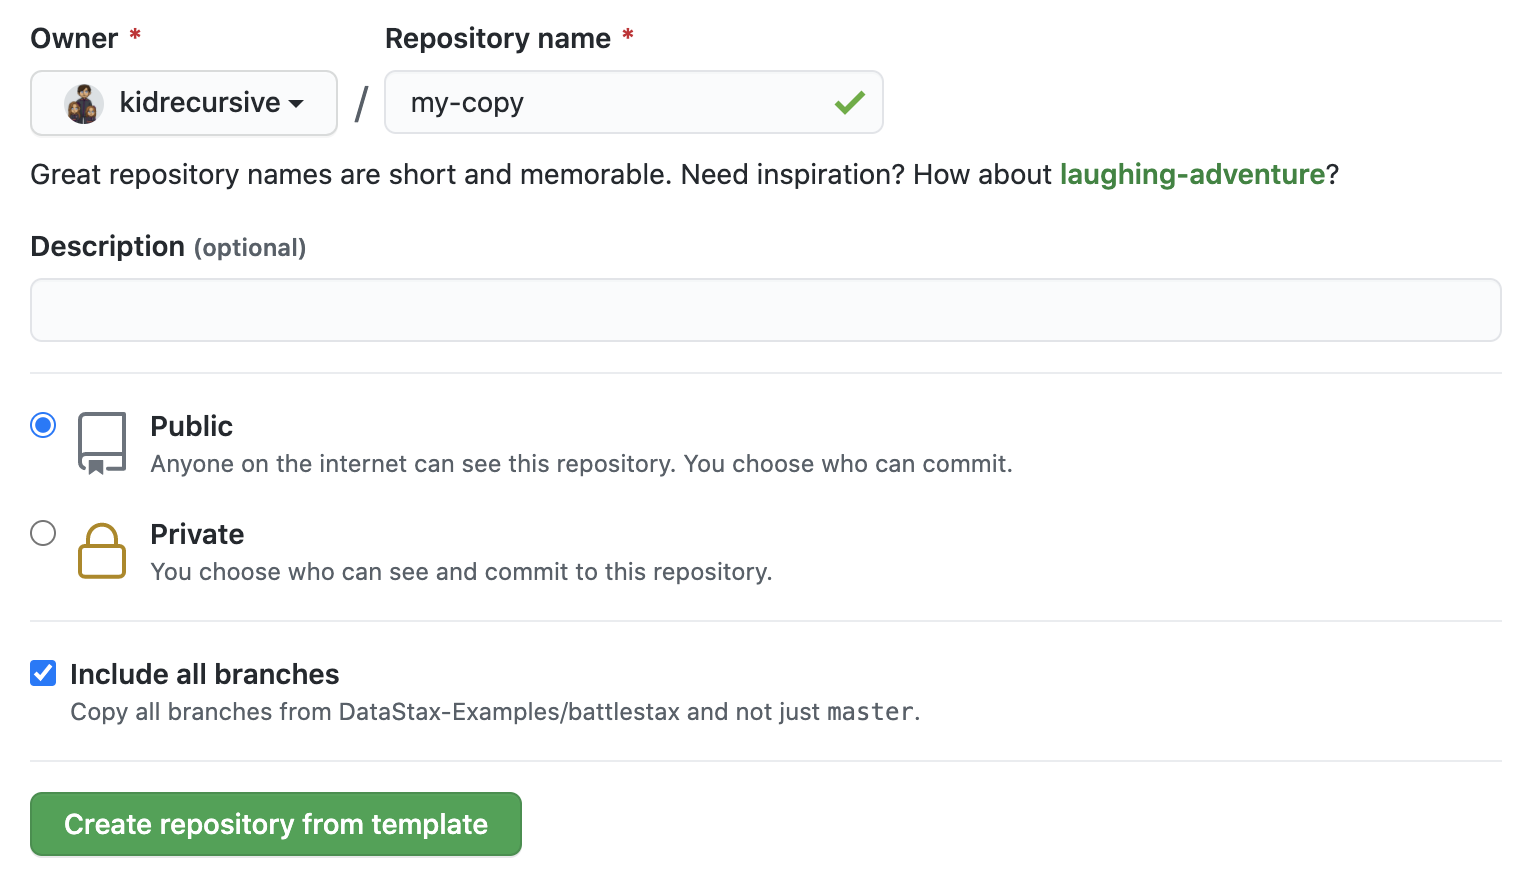 Owner * Repository name *
kidrecursive / my-copy
Great repository names are short and memorable. Need inspiration? How about laughing-adventure?
Description (optional)
Public
Anyone on the internet can see this repository. You choose who can commit.
Private
You choose who can see and commit to this repository.
Include all branches
Copy all branches from DataStax-Examples/battlestax and not just master.
Create repository from template